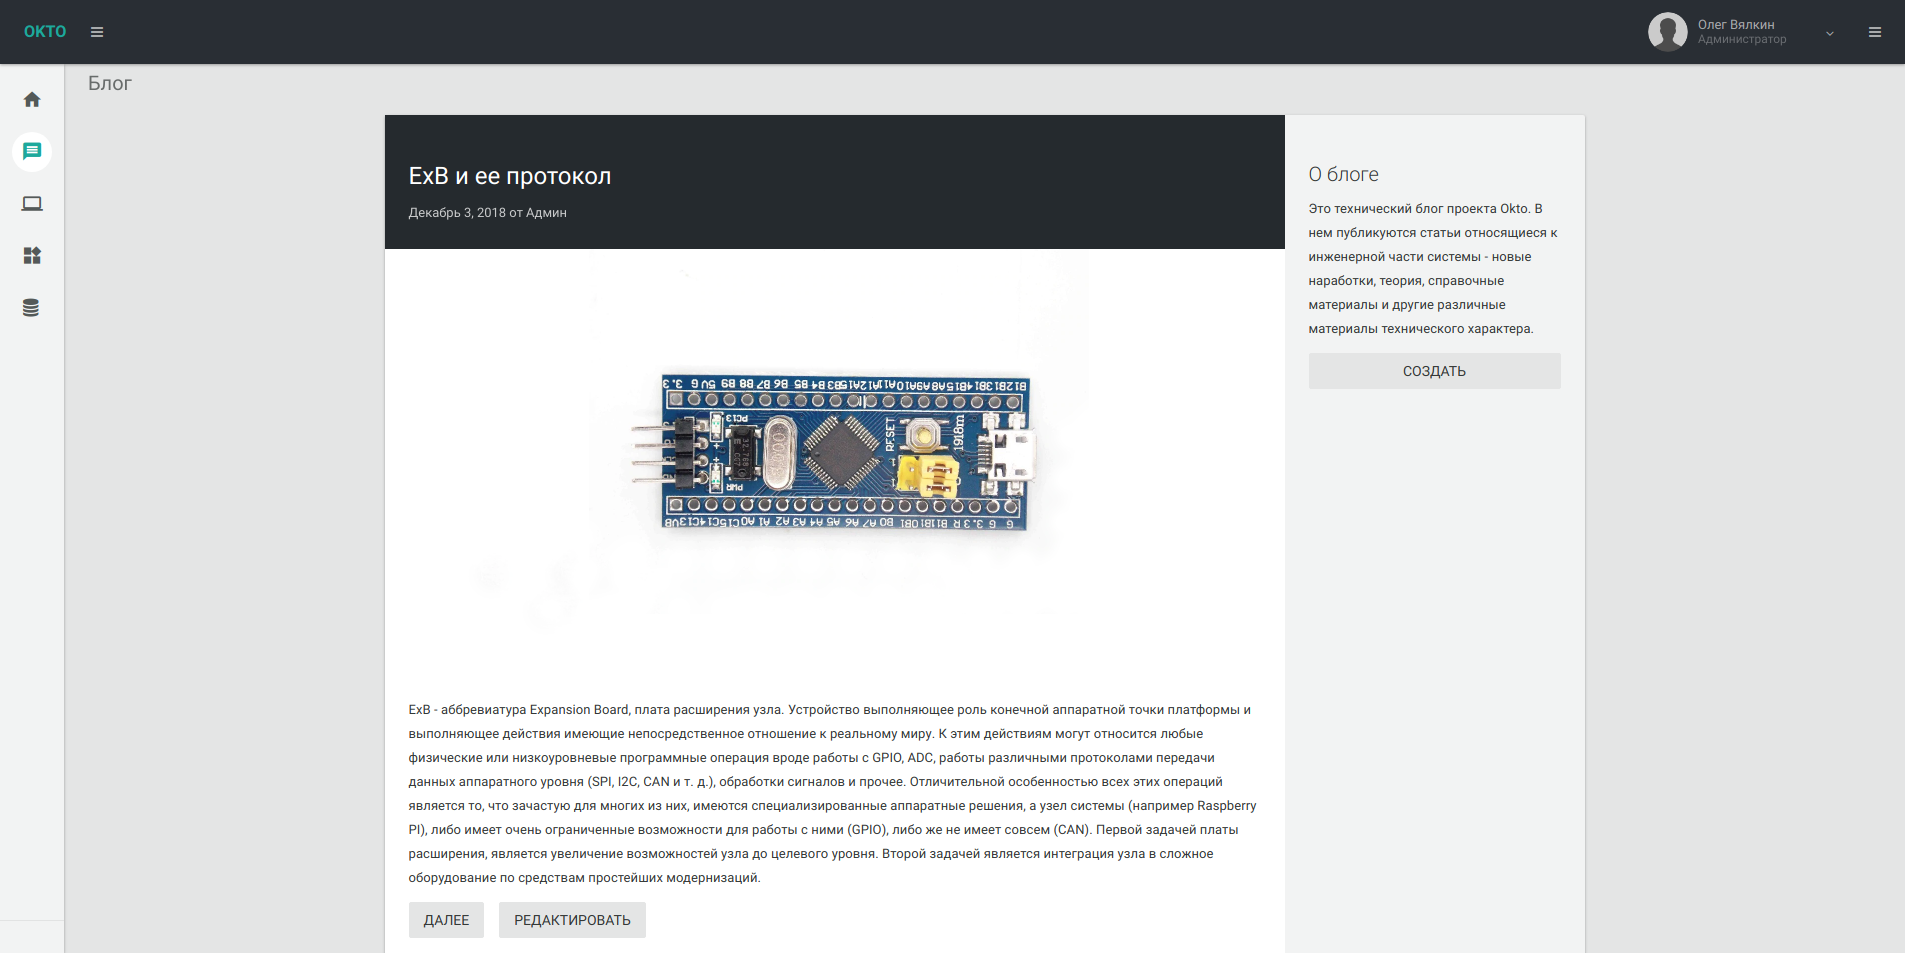 OKTO
Олег Вялкин
Администратор
Блог
ExB и ее протокол
Декабрь 3, 2018 от Админ
RESET
1918m
PC13
PWR
ExB - аббревиатура Expansion Board, плата расширения узла. Устройство выполняющее роль конечной аппаратной точки платформы и
выполняющее действия имеющие непосредственное отношение к реальному миру. К этим действиям могут относится любые
физические или низкоуровневые программные операция вроде работы с GPIO, ADC, работы различными протоколами передачи
данных аппаратного уровня (SPI, I2C, CAN и т. д.), обработки сигналов и прочее. Отличительной особенностью всех этих операций
является то, что зачастую для многих из них, имеются специализированные аппаратные решения, а узел системы (например Raspberry
PI), либо имеет очень ограниченные возможности для работы с ними (GPIO), либо же не имеет совсем (CAN). Первой задачей платы
расширения, является увеличение возможностей узла до целевого уровня. Второй задачей является интеграция узла в сложное
оборудование по средствам простейших модернизаций.
ДАЛЕЕ
РЕДАКТИРОВАТЬ
О блоге
Это технический блог проекта Okto. В
нем публикуются статьи относящиеся к
инженерной части системы - новые
наработки, теория, справочные
материалы и другие различные
материалы технического характера.
СОЗДАТЬ